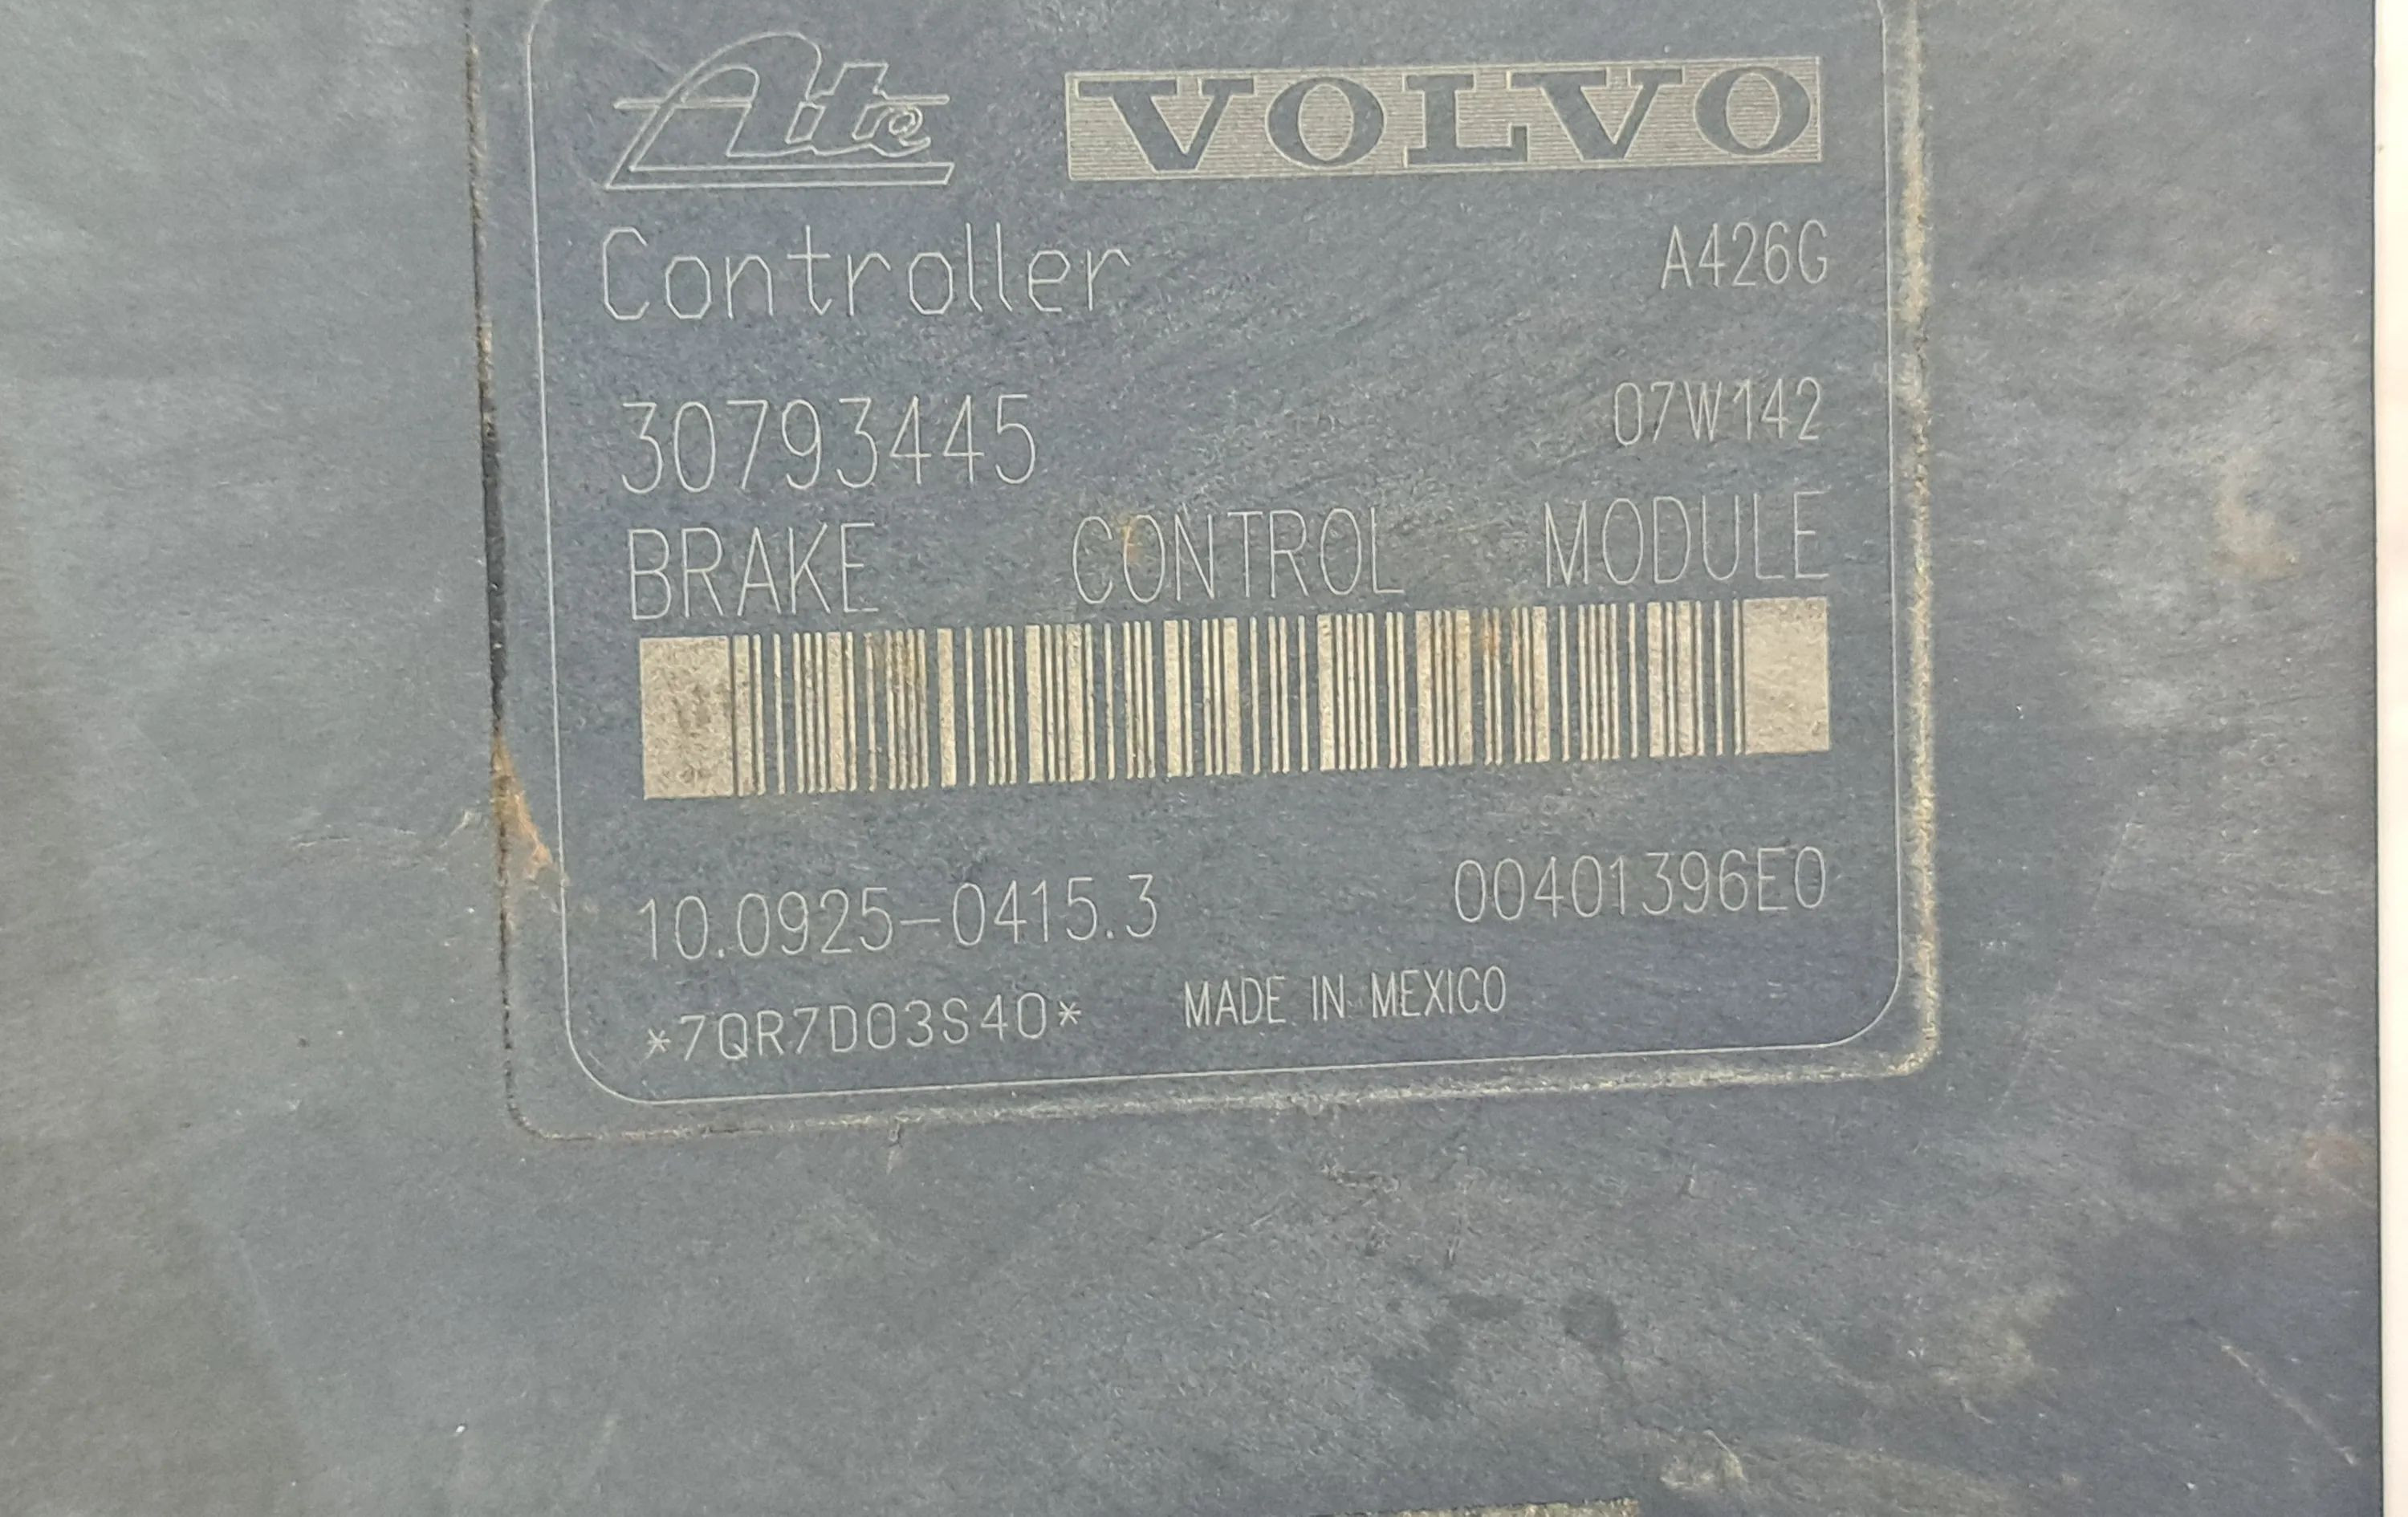 Ate VOLVO
Controller A426G
30793445 07W142
BRAKE CONTROL MODULE
10.0925-0415.3 00401396E0
*7QR7D03S40* MADE IN MEXICO